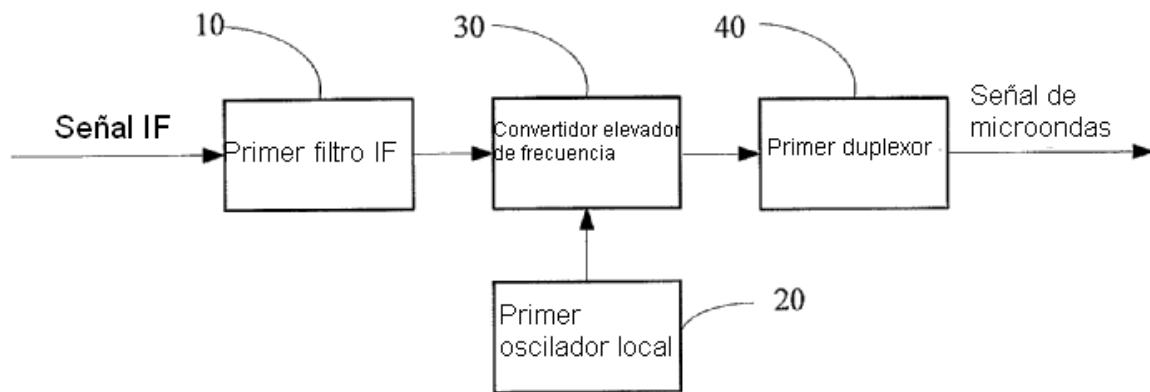 10
30
40
Señal IF
Primer filtro IF
Convertidor elevador
de frecuencia
Primer duplexor
Señal de
microondas
Primer
oscilador local
20